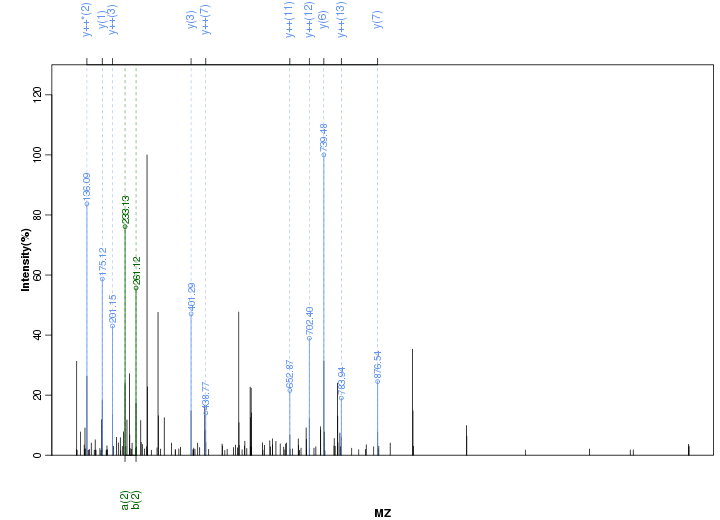 y++*(2)
y(1)
y++(3)
y(3)
y++(7)
y++(11)
y++(12)
y(6)
y++(13)
y(7)
Intensity(%)
0
20
40
60
80
100
120
136.09
175.12
201.15
233.13
261.12
401.29
438.77
652.87
702.40
739.48
783.94
876.54
a(2)
b(2)
MZ